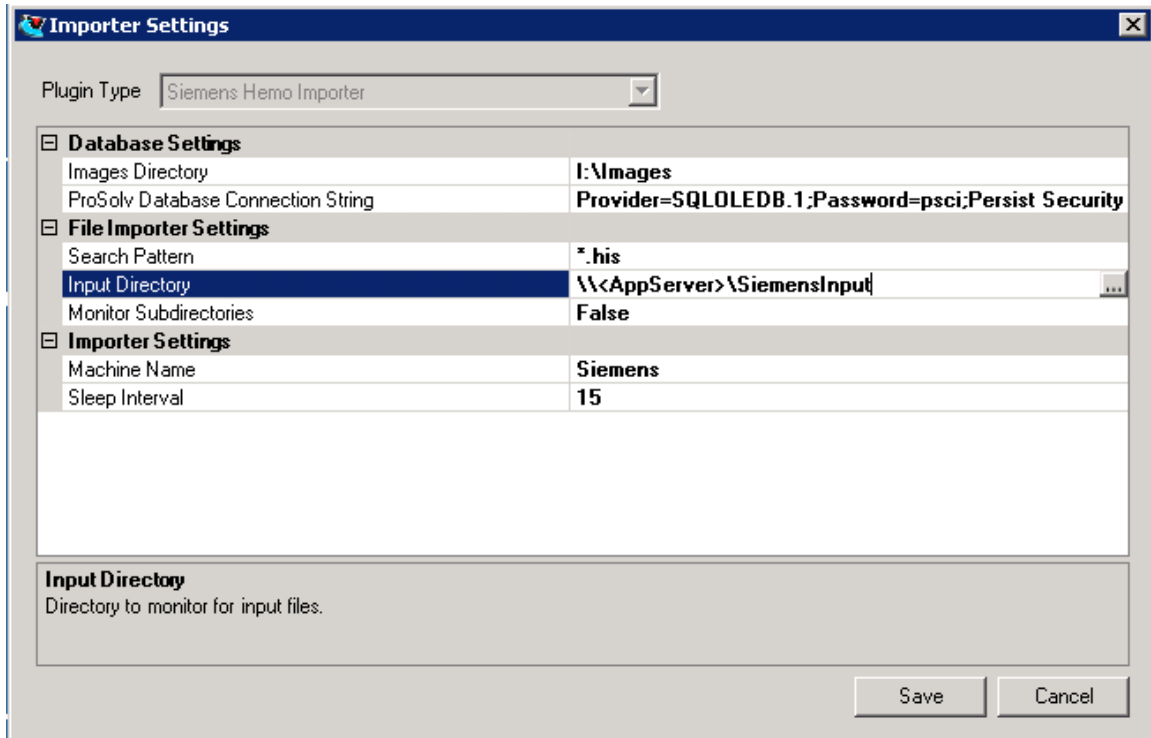 Importer Settings
Plugin Type Siemens Hemo Importer
Database Settings
Images Directory I:\Images
ProSolv Database Connection String Provider=SQLOLEDB.1;Password=psci;Persist Security
File Importer Settings
Search Pattern *.his
Input Directory \\<AppServer>\SiemensInput ...
Monitor Subdirectories False
Importer Settings
Machine Name Siemens
Sleep Interval 15
Input Directory
Directory to monitor for input files.
Save Cancel